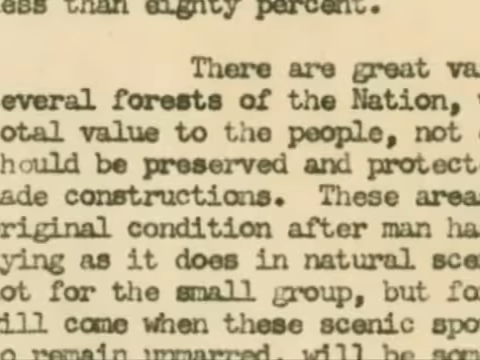 ess than eighty percent.
There are great va
everal forests of the Nation,
otal value to the people, not
hould be preserved and protect
ade constructions. These area
riginal condition after man ha
ying as it does in natural sce
ot for the small group, but fo
ill come when these scenic spo
o remain unmarred, will be som